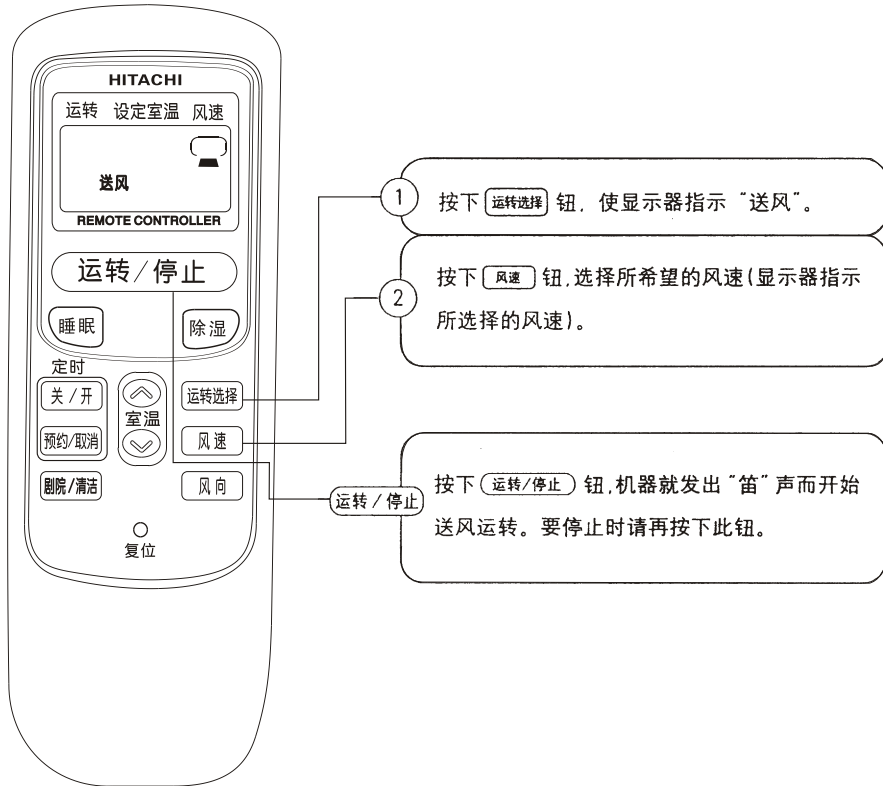 HITACHI
运转 设定室温 风速
送风
REMOTE CONTROLLER
运转/停止
睡眠 除湿
定时
关/开 运转选择
室温
预约/取消 风速
剧院/清洁 风向
复位
1 按下 运转选择 钮, 使显示器指示 “送风”。
2 按下 风速 钮,选择所希望的风速(显示器指示
所选择的风速)。
运转/停止 按下 运转/停止 钮,机器就发出“笛”声而开始
送风运转。要停止时请再按下此钮。